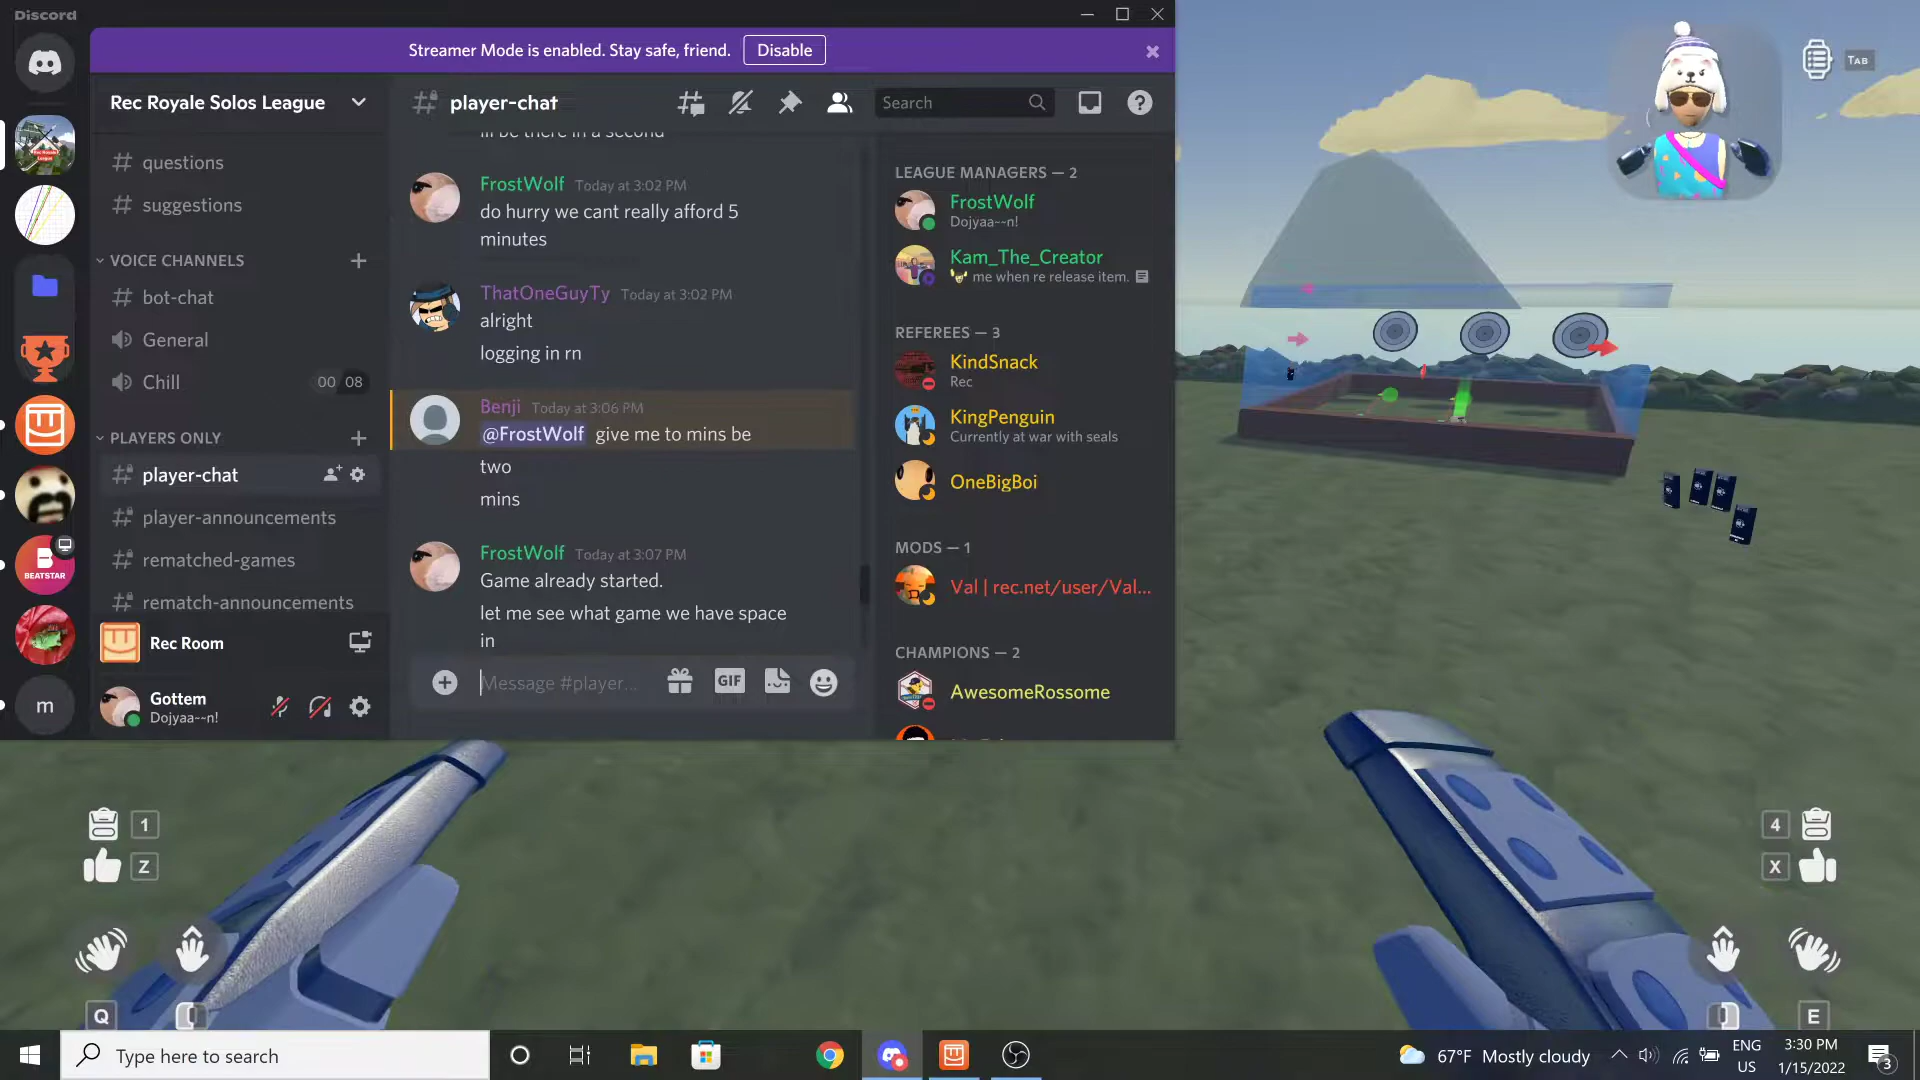 Discord
Streamer Mode is enabled. Stay safe, friend.
Disable
Rec Royale Solos League
player-chat
Search
questions
suggestions
VOICE CHANNELS
bot-chat
General
Chill
00 08
PLAYERS ONLY
player-chat
player-announcements
rematched-games
rematch-announcements
Rec Room
Gottem
Dojyaa~~n!
BEATSTAR
m
ill be there in a second
FrostWolf Today at 3:02 PM
do hurry we cant really afford 5
minutes
ThatOneGuyTy Today at 3:02 PM
alright
logging in rn
Benji Today at 3:06 PM
@FrostWolf give me to mins be
two
mins
FrostWolf Today at 3:07 PM
Game already started.
let me see what game we have space
in
Message #player...
GIF
LEAGUE MANAGERS — 2
FrostWolf
Dojyaa~~n!
Kam_The_Creator
me when re release item.
REFEREES — 3
KindSnack
Rec
KingPenguin
Currently at war with seals
OneBigBoi
MODS — 1
Val | rec.net/user/Val...
CHAMPIONS — 2
AwesomeRossome
TAB
1
Z
Q
4
X
E
Type here to search
67°F Mostly cloudy
ENG
US
3:30 PM
1/15/2022
3